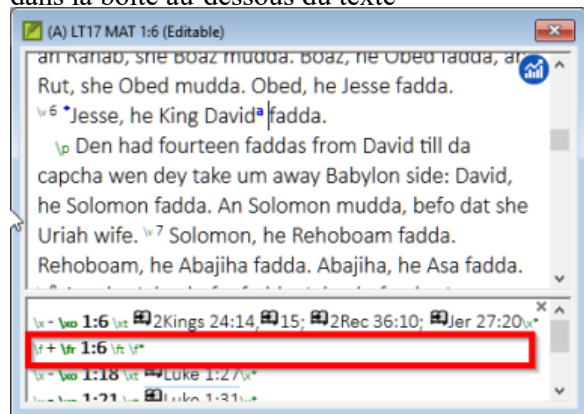 dans la boîte au-dessous du texte
(A) LT17 MAT 1:6 (Editable)
an Rahab, she Boaz mudda. Boaz, he Obed fadda, an
Rut, she Obed mudda. Obed, he Jesse fadda.
\v 6 *Jesse, he King Davidª fadda.
\p Den had fourteen faddas from David till da
capcha wen dey take um away Babylon side: David,
he Solomon fadda. An Solomon mudda, befo dat she
Uriah wife. \v 7 Solomon, he Rehoboam fadda.
Rehoboam, he Abajiha fadda. Abajiha, he Asa fadda.
\x - \xo 1:6 \xt 2Kings 24:14, 15; 2Rec 36:10; Jer 27:20\x*
\f + \fr 1:6 \ft \f*
\x - \xo 1:18 \xt Luke 1:27\x*
\x - \xo 1:21 \xt Luke 1:31\x*